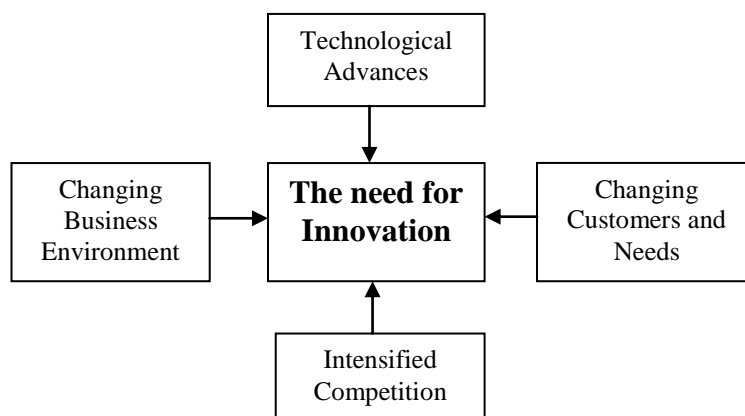 Technological
Advances
Changing
Business
Environment
The need for
Innovation
Changing
Customers and
Needs
Intensified
Competition